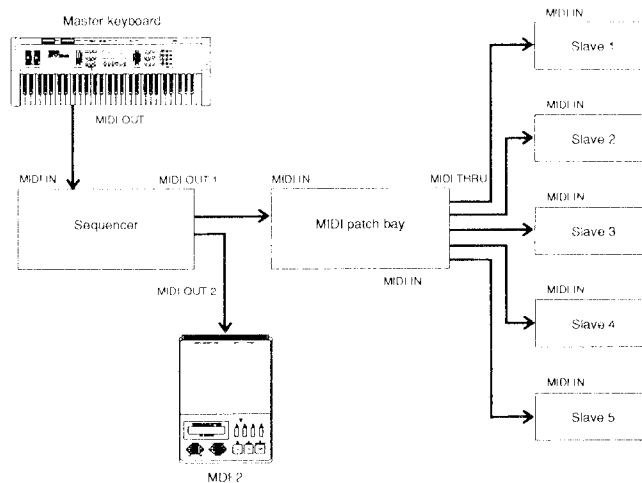 Master keyboard
MIDI OUT
MIDI IN
MIDI OUT 1
Sequencer
MIDI OUT 2
MDF2
MIDI IN
MIDI THRU
MIDI patch bay
MIDI IN
MIDI IN
Slave 1
MIDI IN
Slave 2
MIDI IN
Slave 3
MIDI IN
Slave 4
MIDI IN
Slave 5